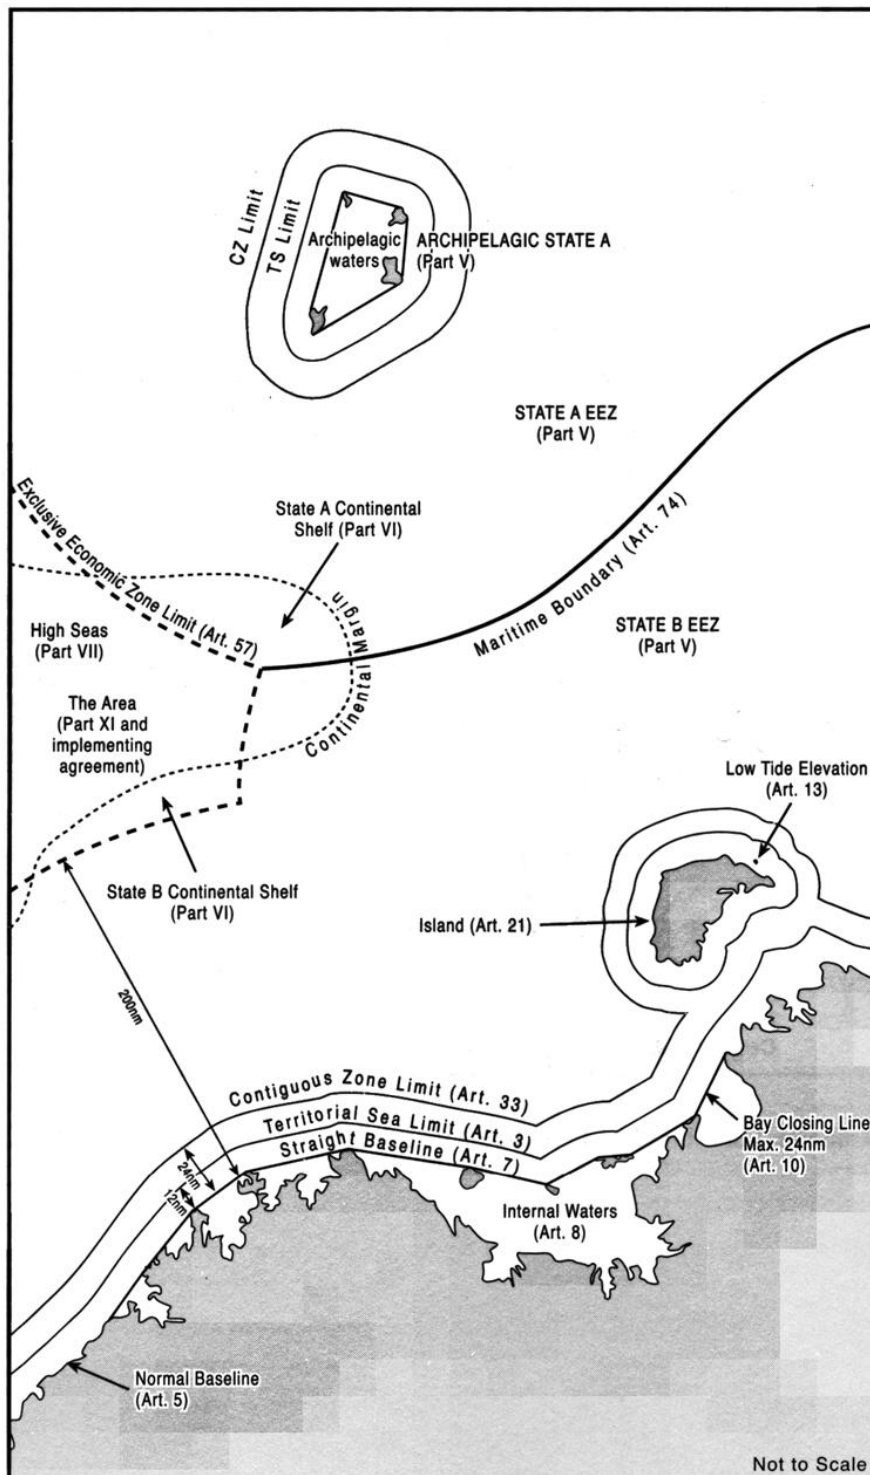 CZ Limit
TS Limit
Archipelagic
waters
ARCHIPELAGIC STATE A
(Part V)
STATE A EEZ
(Part V)
Exclusive Economic Zone Limit (Art. 57)
State A Continental
Shelf (Part VI)
Maritime Boundary (Art. 74)
High Seas
(Part VII)
STATE B EEZ
(Part V)
Continental Margin
The Area
(Part XI and
implementing
agreement)
Low Tide Elevation
(Art. 13)
State B Continental Shelf
(Part VI)
Island (Art. 21)
200nm
Contiguous Zone Limit (Art. 33)
Territorial Sea Limit (Art. 3)
Straight Baseline (Art. 7)
24nm
12nm
Bay Closing Line
Max. 24nm
(Art. 10)
Internal Waters
(Art. 8)
Normal Baseline
(Art. 5)
Not to Scale